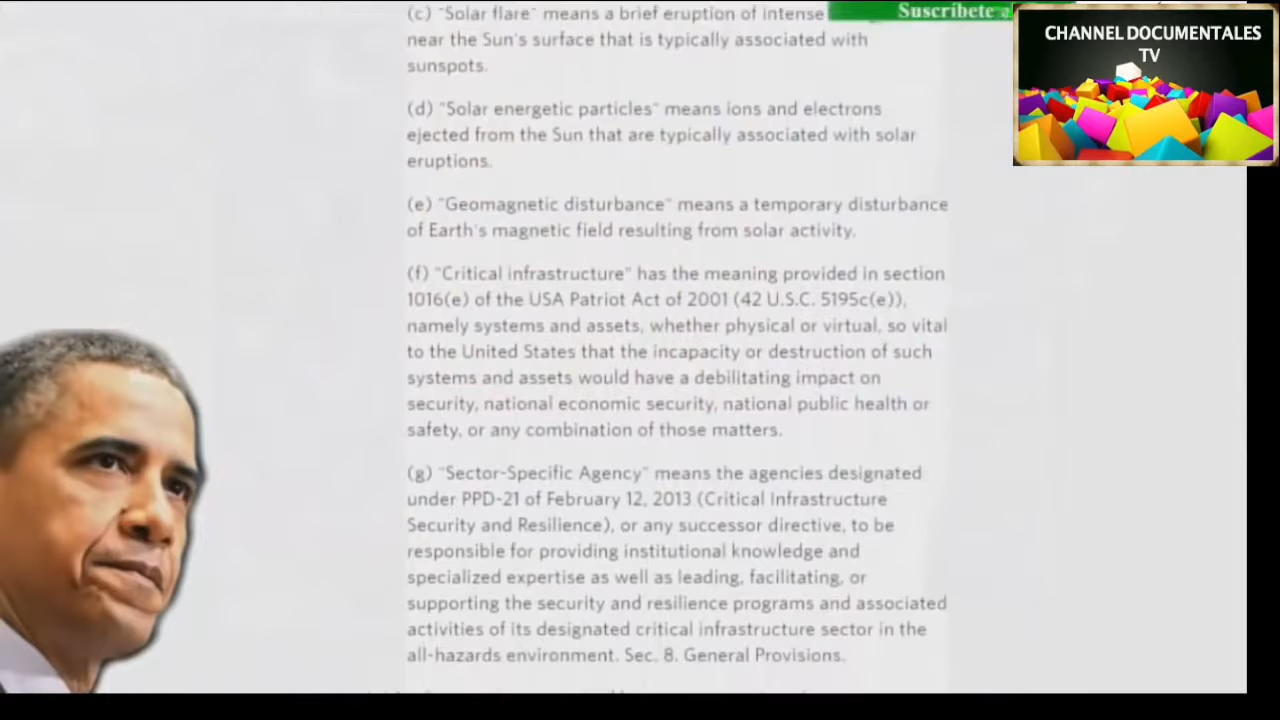 (c) "Solar flare" means a brief eruption of intense
near the Sun's surface that is typically associated with
sunspots.
(d) "Solar energetic particles" means ions and electrons
ejected from the Sun that are typically associated with solar
eruptions.
(e) "Geomagnetic disturbance" means a temporary disturbance
of Earth's magnetic field resulting from solar activity.
(f) "Critical infrastructure" has the meaning provided in section
1016(e) of the USA Patriot Act of 2001 (42 U.S.C. 5195c(e)),
namely systems and assets, whether physical or virtual, so vital
to the United States that the incapacity or destruction of such
systems and assets would have a debilitating impact on
security, national economic security, national public health or
safety, or any combination of those matters.
(g) "Sector-Specific Agency" means the agencies designated
under PPD-21 of February 12, 2013 (Critical Infrastructure
Security and Resilience), or any successor directive, to be
responsible for providing institutional knowledge and
specialized expertise as well as leading, facilitating, or
supporting the security and resilience programs and associated
activities of its designated critical infrastructure sector in the
all-hazards environment. Sec. 8. General Provisions.
Suscríbete a
CHANNEL DOCUMENTALES
TV